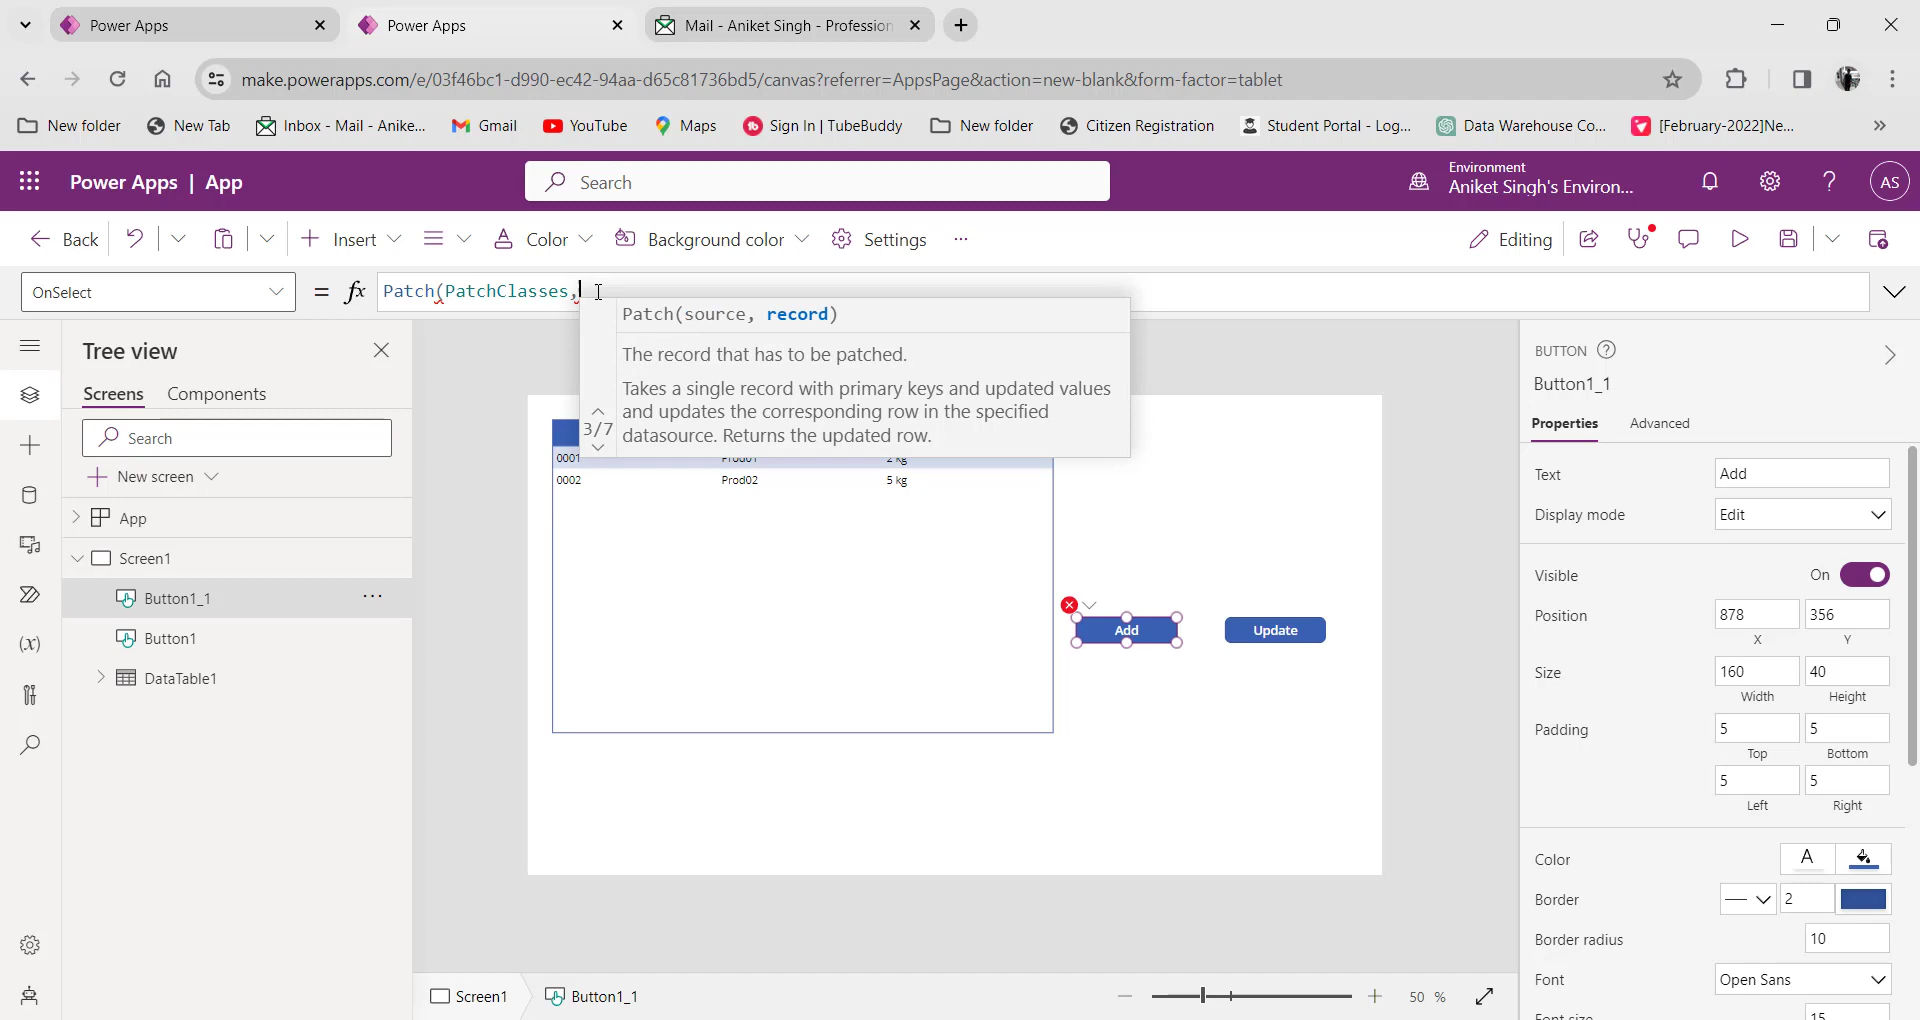 Power Apps
Power Apps
Mail - Aniket Singh - Profession
make.powerapps.com/e/03f46bc1-d990-ec42-94aa-d65c81736bd5/canvas?referrer=AppsPage&action=new-blank&form-factor=tablet
New folder
New Tab
Inbox - Mail - Anike...
Gmail
YouTube
Maps
Sign In | TubeBuddy
New folder
Citizen Registration
Student Portal - Log...
Data Warehouse Co...
[February-2022]Ne...
Power Apps | App
Search
Environment
Aniket Singh's Environ...
AS
Back
Insert
Color
Background color
Settings
Editing
OnSelect
= fx
Patch(PatchClasses,
Patch(source, record)
The record that has to be patched.
Takes a single record with primary keys and updated values
and updates the corresponding row in the specified
datasource. Returns the updated row.
3/7
Tree view
Screens
Components
Search
New screen
App
Screen1
Button1_1
Button1
DataTable1
0001 Prod01 2 kg
0002 Prod02 5 kg
Add
Update
BUTTON
Button1_1
Properties
Advanced
Text
Add
Display mode
Edit
Visible
On
Position
878
356
X
Y
Size
160
40
Width
Height
Padding
5
5
Top
Bottom
5
5
Left
Right
Color
A
Border
2
Border radius
10
Font
Open Sans
Font size
15
Screen1
Button1_1
50 %